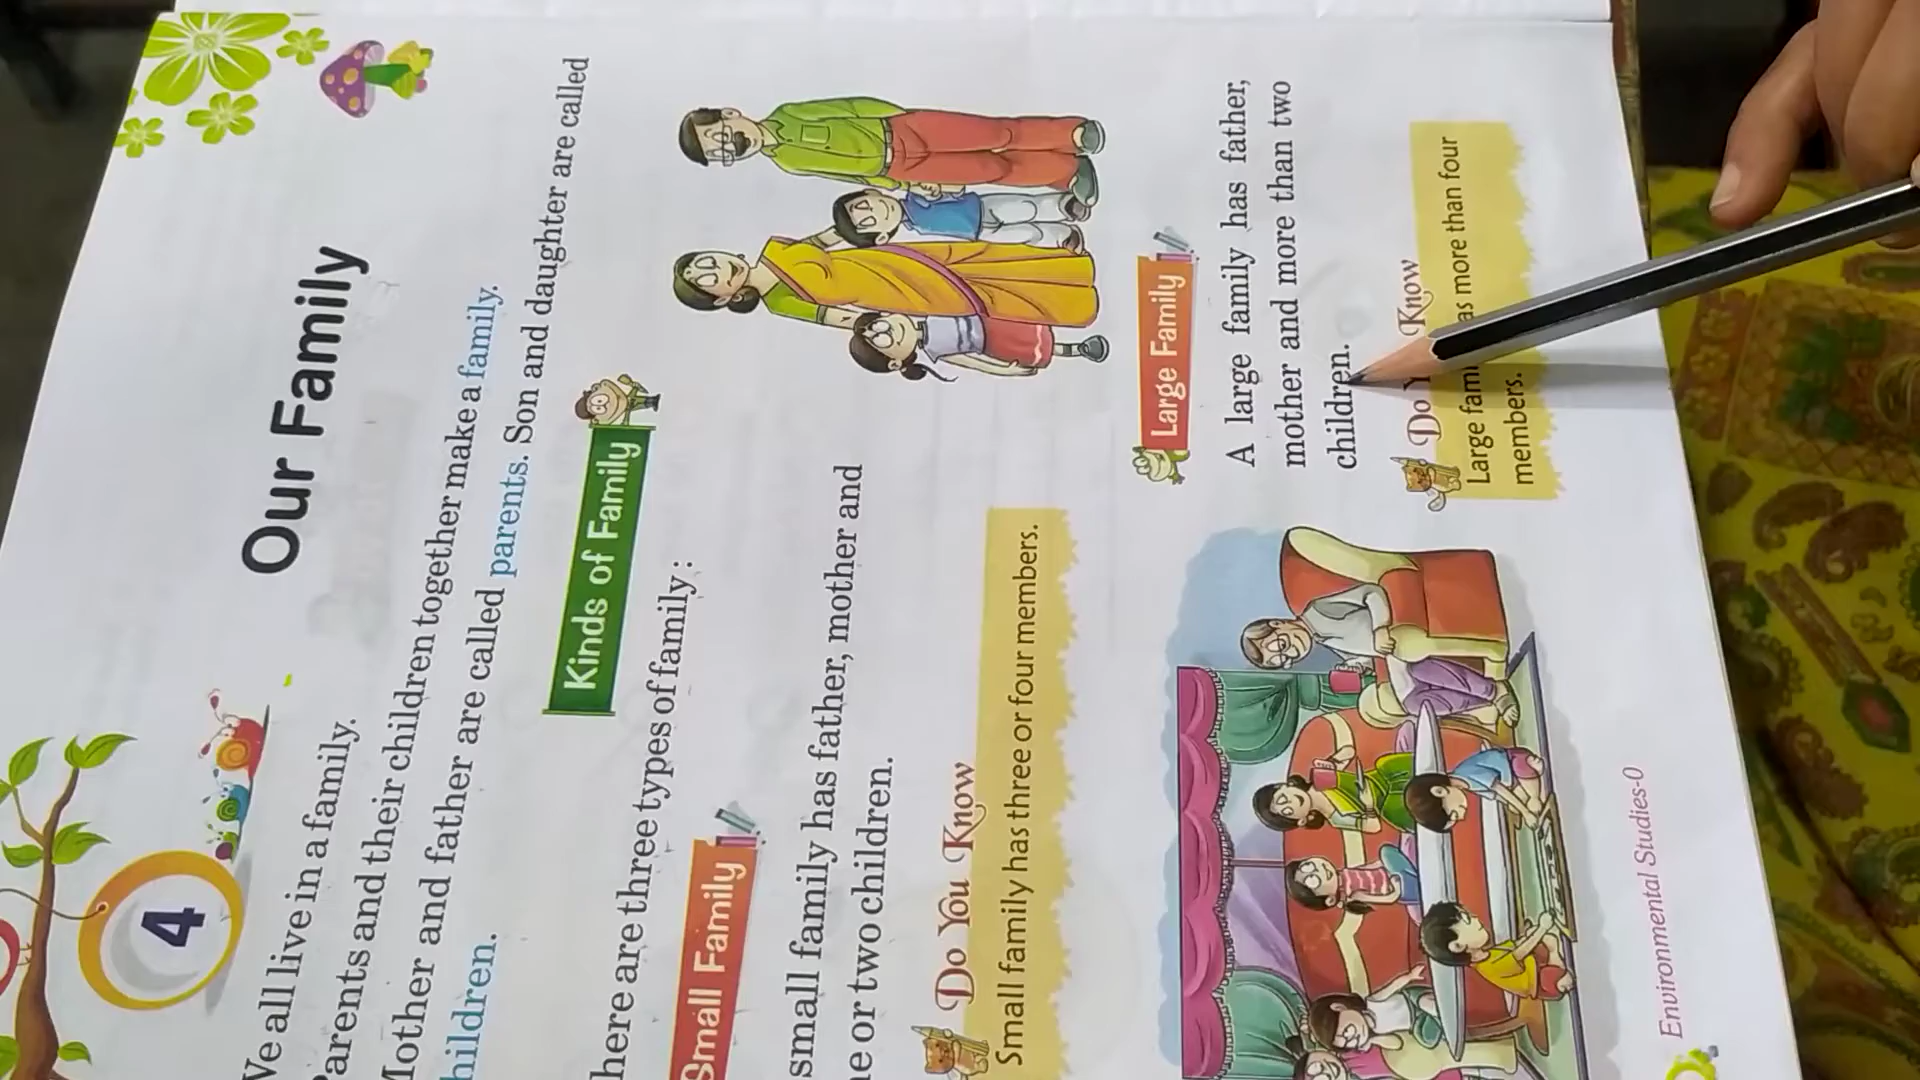 4
Our Family
We all live in a family.
Parents and their children together make a family.
Mother and father are called parents. Son and daughter are called
children.
Kinds of Family
There are three types of family :
Small Family
small family has father, mother and
or two children.
Do You Know
Small family has three or four members.
Large Family
A large family has father,
mother and more than two
children.
Do Know
Large more than four
members.
Environmental Studies-0